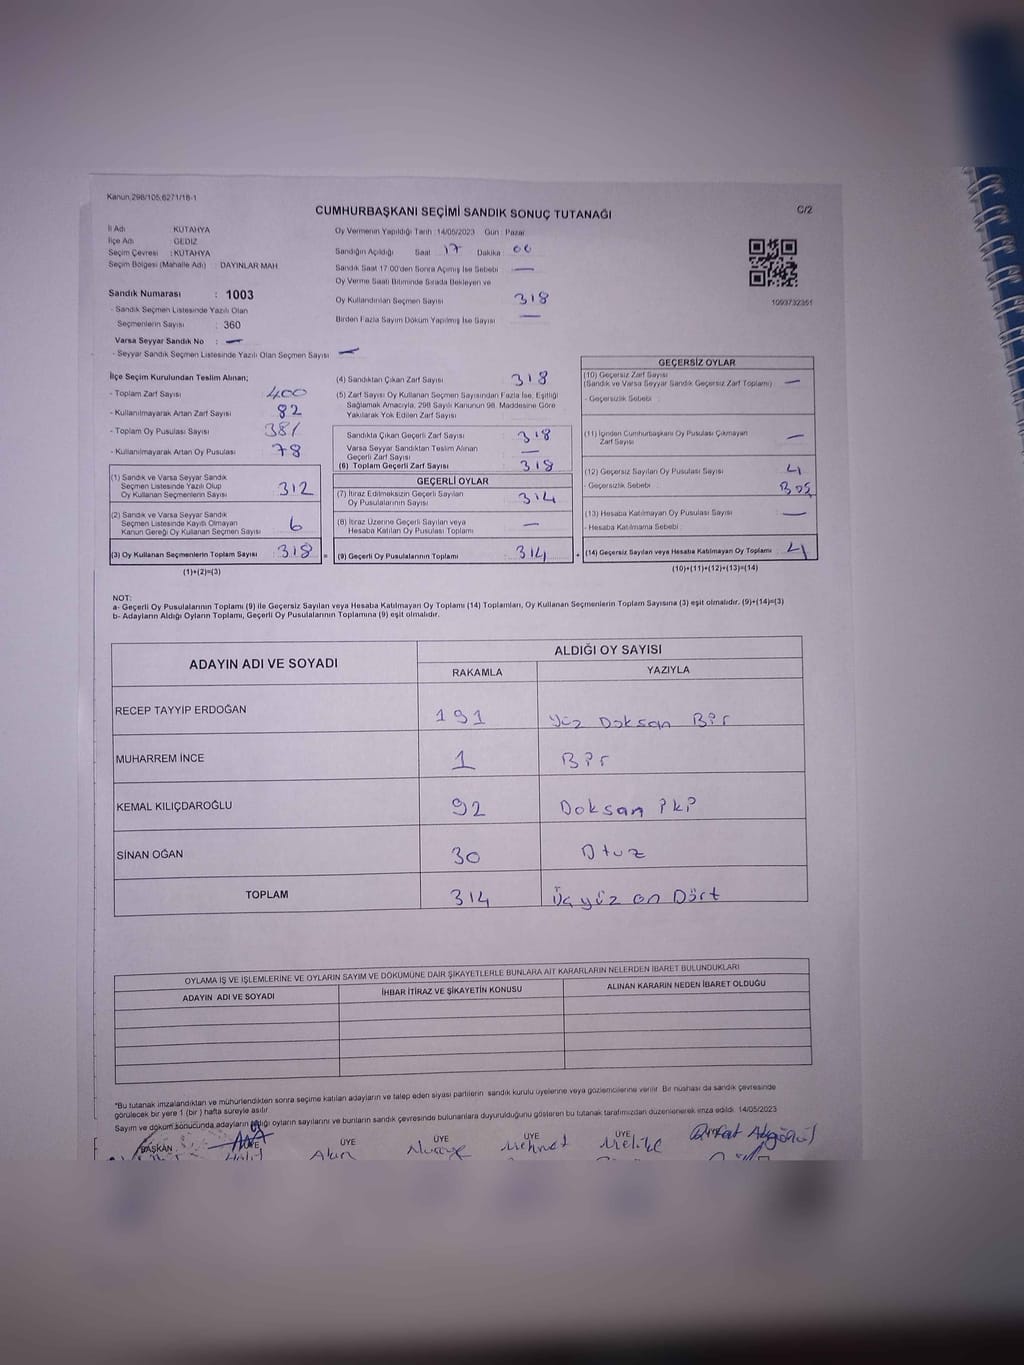 Kanun:298/105,6271/18-1
CUMHURBAŞKANI SEÇİMİ SANDIK SONUÇ TUTANAĞI
C/2
İl Adı : KÜTAHYA
İlçe Adı : GEDİZ
Seçim Çevresi : KÜTAHYA
Seçim Bölgesi (Mahalle Adı) : DAYINLAR MAH.
Sandık Numarası : 1003
- Sandık Seçmen Listesinde Yazılı Olan
Seçmenlerin Sayısı : 360
Varsa Seyyar Sandık No : —
- Seyyar Sandık Seçmen Listesinde Yazılı Olan Seçmen Sayısı —
Oy Vermenin Yapıldığı Tarih : 14/05/2023 Gün : Pazar
Sandığın Açıldığı Saat 17 Dakika : 00
Sandık Saat 17:00'den Sonra Açılmış İse Sebebi —
Oy Verme Saati Bitiminde Sırada Bekleyen ve
Oy Kullandırılan Seçmen Sayısı 318
Birden Fazla Sayım Döküm Yapılmış İse Sayısı —
1093732351
İlçe Seçim Kurulundan Teslim Alınan;
- Toplam Zarf Sayısı : 400
- Kullanılmayarak Artan Zarf Sayısı : 82
- Toplam Oy Pusulası Sayısı : 381
- Kullanılmayarak Artan Oy Pusulası : 78
(1) Sandık ve Varsa Seyyar Sandık
Seçmen Listesinde Yazılı Olup
Oy Kullanan Seçmenlerin Sayısı : 312
(2) Sandık ve Varsa Seyyar Sandık
Seçmen Listesinde Kayıtlı Olmayan
Kanun Gereği Oy Kullanan Seçmen Sayısı : 6
(3) Oy Kullanan Seçmenlerin Toplam Sayısı : 318
(1)+(2)=(3)
(4) Sandıktan Çıkan Zarf Sayısı : 318
(5) Zarf Sayısı Oy Kullanan Seçmen Sayısından Fazla İse, Eşitliği
Sağlamak Amacıyla, 298 Sayılı Kanunun 98. Maddesine Göre
Yakılarak Yok Edilen Zarf Sayısı :
Sandıkta Çıkan Geçerli Zarf Sayısı : 318
Varsa Seyyar Sandıktan Teslim Alınan
Geçerli Zarf Sayısı : —
(6) Toplam Geçerli Zarf Sayısı : 318
GEÇERLİ OYLAR
(7) İtiraz Edilmeksizin Geçerli Sayılan
Oy Pusulalarının Sayısı : 314
(8) İtiraz Üzerine Geçerli Sayılan veya
Hesaba Katılan Oy Pusulası Toplamı : —
(9) Geçerli Oy Pusulalarının Toplamı : 314
GEÇERSİZ OYLAR
(10) Geçersiz Zarf Sayısı
(Sandık ve Varsa Seyyar Sandık Geçersiz Zarf Toplamı) : —
- Geçersizlik Sebebi :
(11) İçinden Cumhurbaşkanı Oy Pusulası Çıkmayan
Zarf Sayısı : —
(12) Geçersiz Sayılan Oy Pusulası Sayısı : 4
- Geçersizlik Sebebi : Boş
(13) Hesaba Katılmayan Oy Pusulası Sayısı : —
- Hesaba Katılmama Sebebi :
(14) Geçersiz Sayılan veya Hesaba Katılmayan Oy Toplamı : 4
(10)+(11)+(12)+(13)=(14)
NOT:
a- Geçerli Oy Pusulalarının Toplamı (9) ile Geçersiz Sayılan veya Hesaba Katılmayan Oy Toplamı (14) Toplamları, Oy Kullanan Seçmenlerin Toplam Sayısına (3) eşit olmalıdır. (9)+(14)=(3)
b- Adayların Aldığı Oyların Toplamı, Geçerli Oy Pusulalarının Toplamına (9) eşit olmalıdır.
ADAYIN ADI VE SOYADI
ALDIĞI OY SAYISI
RAKAMLA YAZIYLA
RECEP TAYYİP ERDOĞAN 191 Yüz Doksan Bir
MUHARREM İNCE 1 Bir
KEMAL KILIÇDAROĞLU 92 Doksan iki
SİNAN OĞAN 30 Otuz
TOPLAM 314 Üç yüz on Dört
OYLAMA İŞ VE İŞLEMLERİNE VE OYLARIN SAYIM VE DÖKÜMÜNE DAİR ŞİKAYETLERLE BUNLARA AİT KARARLARIN NELERDEN İBARET BULUNDUKLARI
ADAYIN ADI VE SOYADI İHBAR İTİRAZ VE ŞİKAYETİN KONUSU ALINAN KARARIN NEDEN İBARET OLDUĞU
"Bu tutanak imzalandıktan ve mühürlendikten sonra seçime katılan adayların ve talep eden siyasi partilerin sandık kurulu üyelerine veya gözlemcilerine verilir. Bir nüshası da sandık çevresinde
görülecek bir yere 1 (bir ) hafta süreyle asılır.
Sayım ve döküm sonucunda adayların aldığı oyların sayılarını ve bunların sandık çevresinde bulunanlara duyurulduğunu gösteren bu tutanak tarafımızdan düzenlenerek imza edildi. 14/05/2023
BAŞKAN ÜYE ÜYE ÜYE ÜYE
Nuriye Mehmet Melike